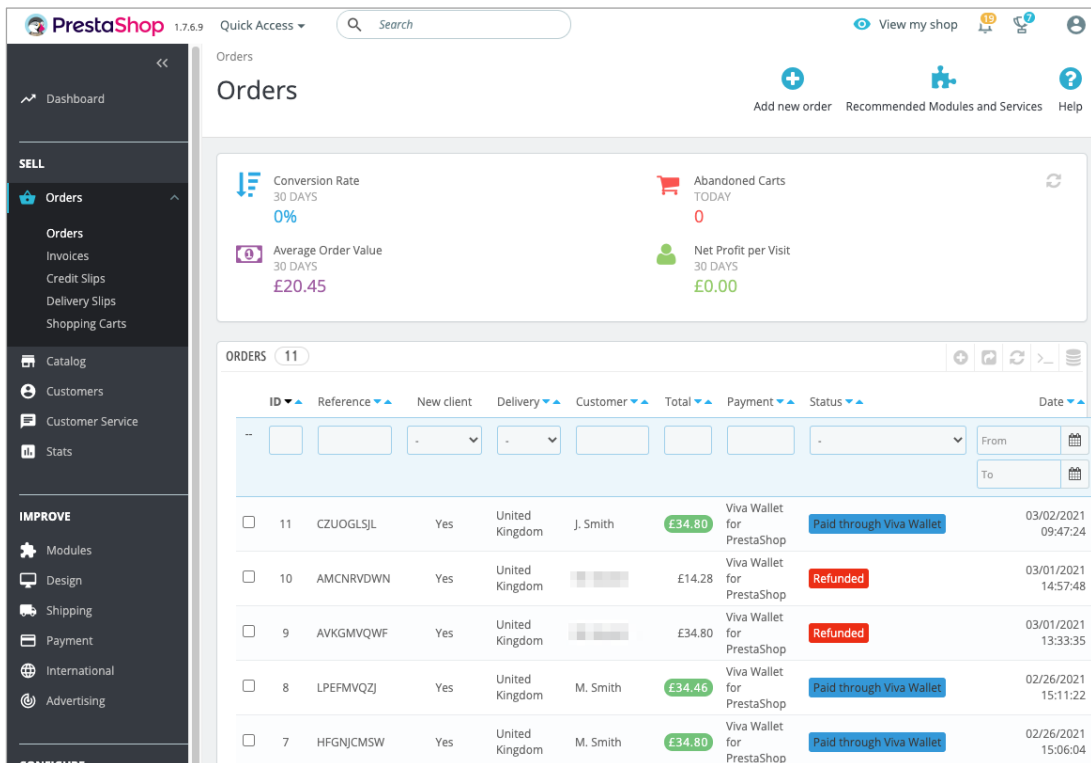 PrestaShop 1.7.6.9 Quick Access Search View my shop 19 7
Dashboard
SELL
Orders
Orders
Invoices
Credit Slips
Delivery Slips
Shopping Carts
Catalog
Customers
Customer Service
Stats
IMPROVE
Modules
Design
Shipping
Payment
International
Advertising
CONFIGURE
Orders
Orders
Add new order Recommended Modules and Services Help
Conversion Rate
30 DAYS
0%
Abandoned Carts
TODAY
0
Average Order Value
30 DAYS
£20.45
Net Profit per Visit
30 DAYS
£0.00
ORDERS 11
ID Reference New client Delivery Customer Total Payment Status Date
-- - - - From
To
11 CZUOGLSJL Yes United Kingdom J. Smith £34.80 Viva Wallet for PrestaShop Paid through Viva Wallet 03/02/2021 09:47:24
10 AMCNRVDWN Yes United Kingdom £14.28 Viva Wallet for PrestaShop Refunded 03/01/2021 14:57:48
9 AVKGMVQWF Yes United Kingdom £34.80 Viva Wallet for PrestaShop Refunded 03/01/2021 13:33:35
8 LPEFMVQZJ Yes United Kingdom M. Smith £34.46 Viva Wallet for PrestaShop Paid through Viva Wallet 02/26/2021 15:11:22
7 HFGNJCMSW Yes United Kingdom M. Smith £34.80 Viva Wallet for PrestaShop Paid through Viva Wallet 02/26/2021 15:06:04